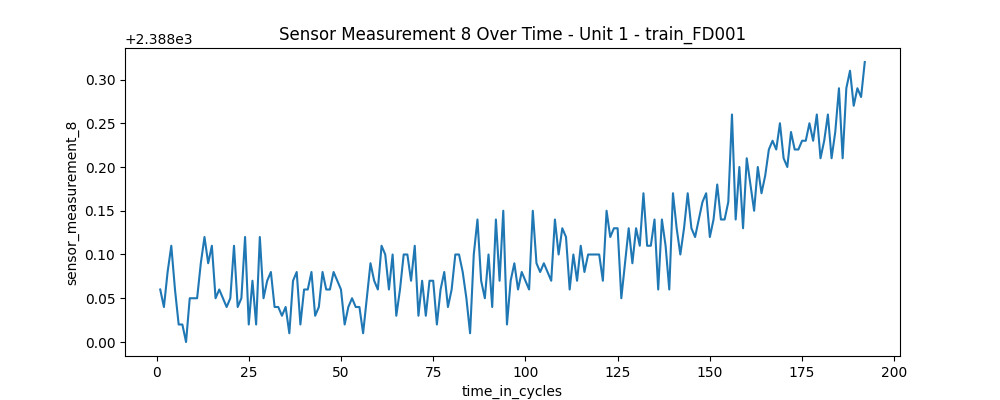 Sensor Measurement 8 Over Time - Unit 1 - train_FD001
+2.388e3
0.30
0.25
0.20
0.15
0.10
0.05
0.00
sensor_measurement_8
0 25 50 75 100 125 150 175 200
time_in_cycles